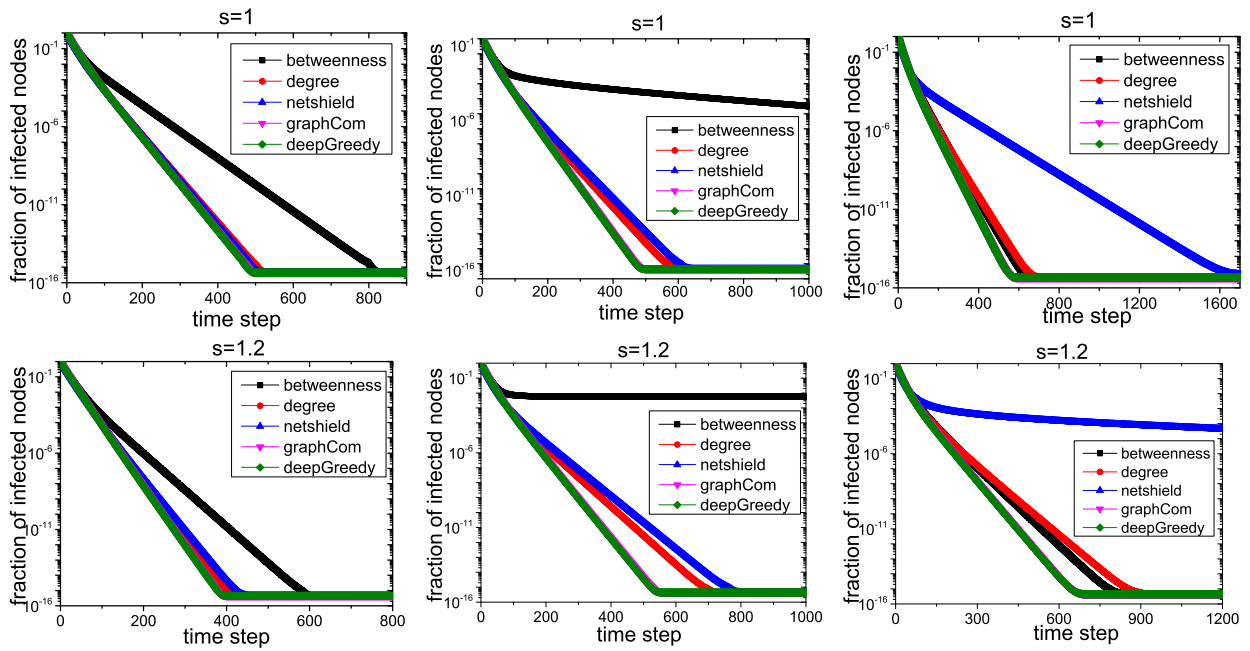 s=1
fraction of infected nodes
10^-1
10^-6
10^-11
10^-16
betweenness
degree
netshield
graphCom
deepGreedy
0 200 400 600 800
time step
s=1
fraction of infected nodes
10^-1
10^-6
10^-11
10^-16
betweenness
degree
netshield
graphCom
deepGreedy
0 200 400 600 800 1000
time step
s=1
fraction of infected nodes
10^-1
10^-6
10^-11
10^-16
betweenness
degree
netshield
graphCom
deepGreedy
0 400 800 1200 1600
time step
s=1.2
fraction of infected nodes
10^-1
10^-6
10^-11
10^-16
betweenness
degree
netshield
graphCom
deepGreedy
0 200 400 600 800
time step
s=1.2
fraction of infected nodes
10^-1
10^-6
10^-11
10^-16
betweenness
degree
netshield
graphCom
deepGreedy
0 200 400 600 800 1000
time step
s=1.2
fraction of infected nodes
10^-1
10^-6
10^-11
10^-16
betweenness
degree
netshield
graphCom
deepGreedy
0 300 600 900 1200
time step